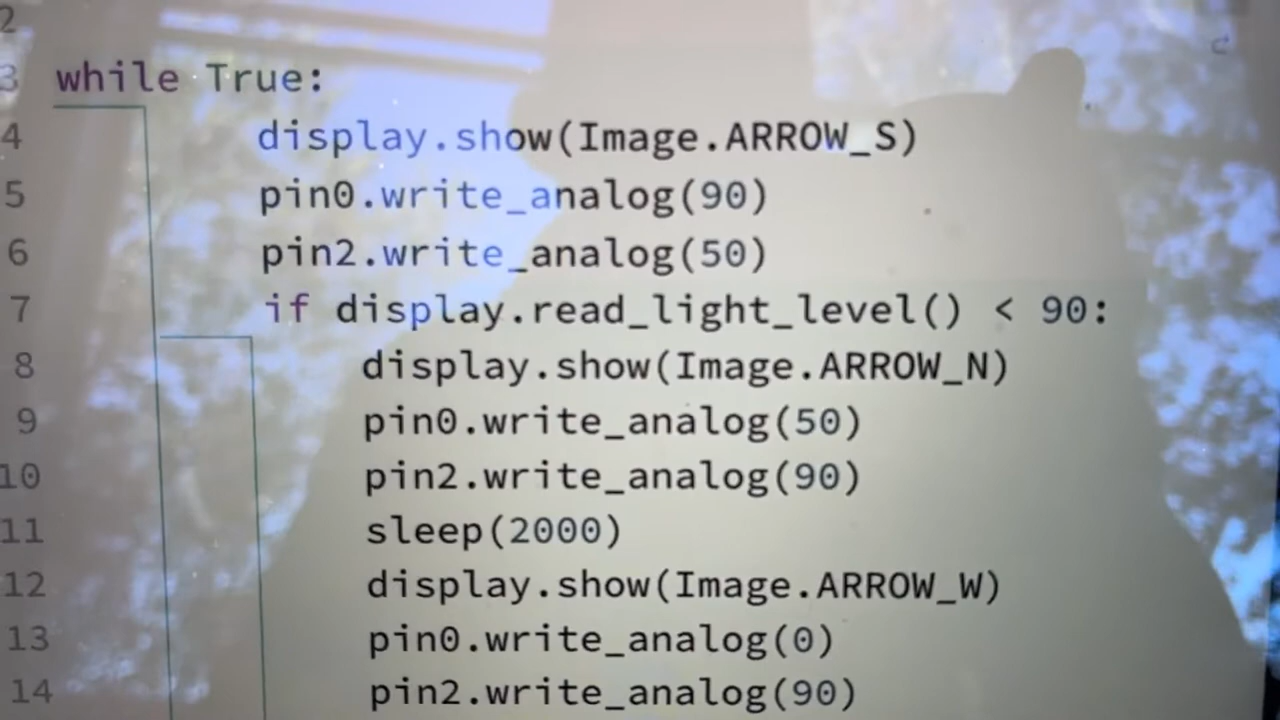 2
3 while True:
4 display.show(Image.ARROW_S)
5 pin0.write_analog(90)
6 pin2.write_analog(50)
7 if display.read_light_level() < 90:
8 display.show(Image.ARROW_N)
9 pin0.write_analog(50)
10 pin2.write_analog(90)
11 sleep(2000)
12 display.show(Image.ARROW_W)
13 pin0.write_analog(0)
14 pin2.write_analog(90)